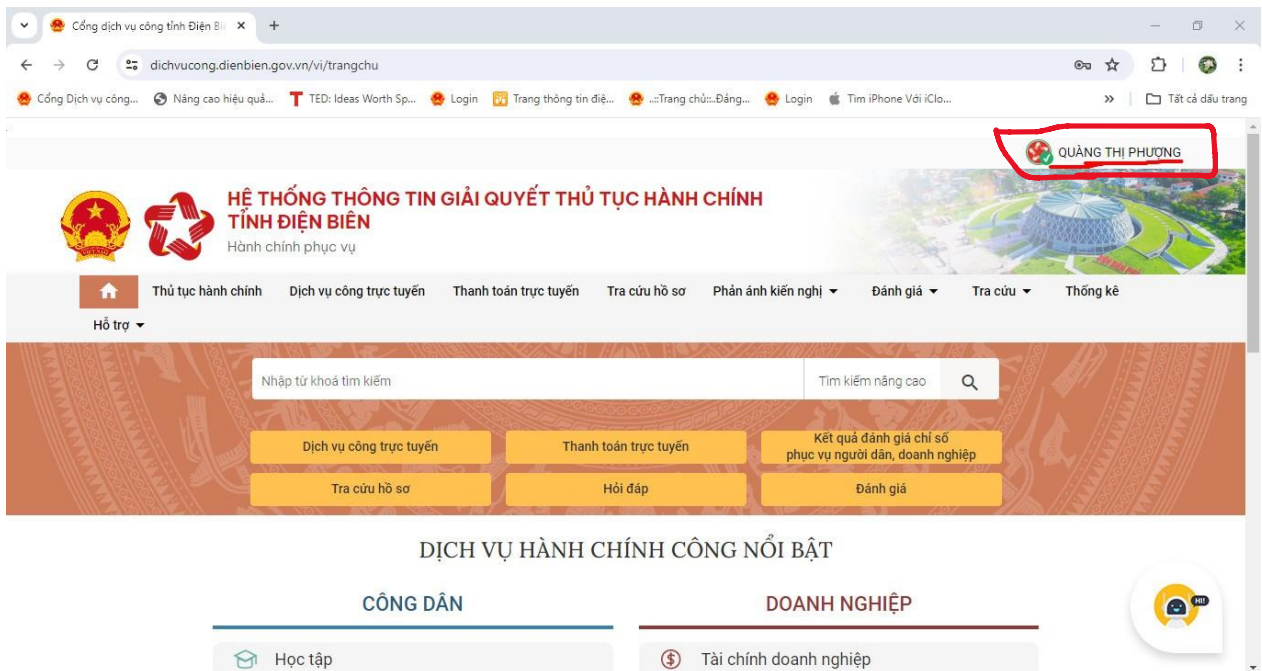 Cổng dịch vụ công tỉnh Điện Bi
dichvucong.dienbien.gov.vn/vi/trangchu
Cổng Dịch vụ công... Nâng cao hiệu quả... TED: Ideas Worth Sp... Login Trang thông tin điệ... ..::Trang chủ::..Đảng... Login Tìm iPhone Với iClo... » Tất cả dấu trang
QUÀNG THỊ PHƯỢNG
HỆ THỐNG THÔNG TIN GIẢI QUYẾT THỦ TỤC HÀNH CHÍNH
TỈNH ĐIỆN BIÊN
Hành chính phục vụ
Thủ tục hành chính Dịch vụ công trực tuyến Thanh toán trực tuyến Tra cứu hồ sơ Phản ánh kiến nghị Đánh giá Tra cứu Thống kê
Hỗ trợ
Nhập từ khoá tìm kiếm Tìm kiếm nâng cao
Dịch vụ công trực tuyến Thanh toán trực tuyến Kết quả đánh giá chỉ số
phục vụ người dân, doanh nghiệp
Tra cứu hồ sơ Hỏi đáp Đánh giá
DỊCH VỤ HÀNH CHÍNH CÔNG NỔI BẬT
CÔNG DÂN DOANH NGHIỆP
HI!
Học tập Tài chính doanh nghiệp